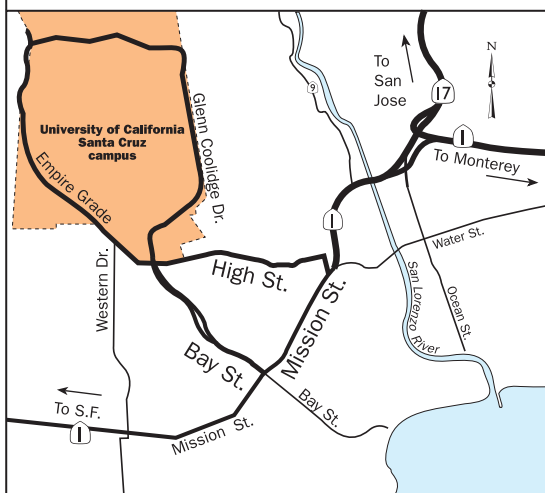 N
To
San
Jose
9
17
1
To Monterey
University of California
Santa Cruz
campus
Glenn Coolidge Dr.
Empire Grade
1
Water St.
High St.
Western Dr.
Mission St.
San Lorenzo
River
Ocean St.
Bay St.
Bay St.
To S.F.
1
Mission St.